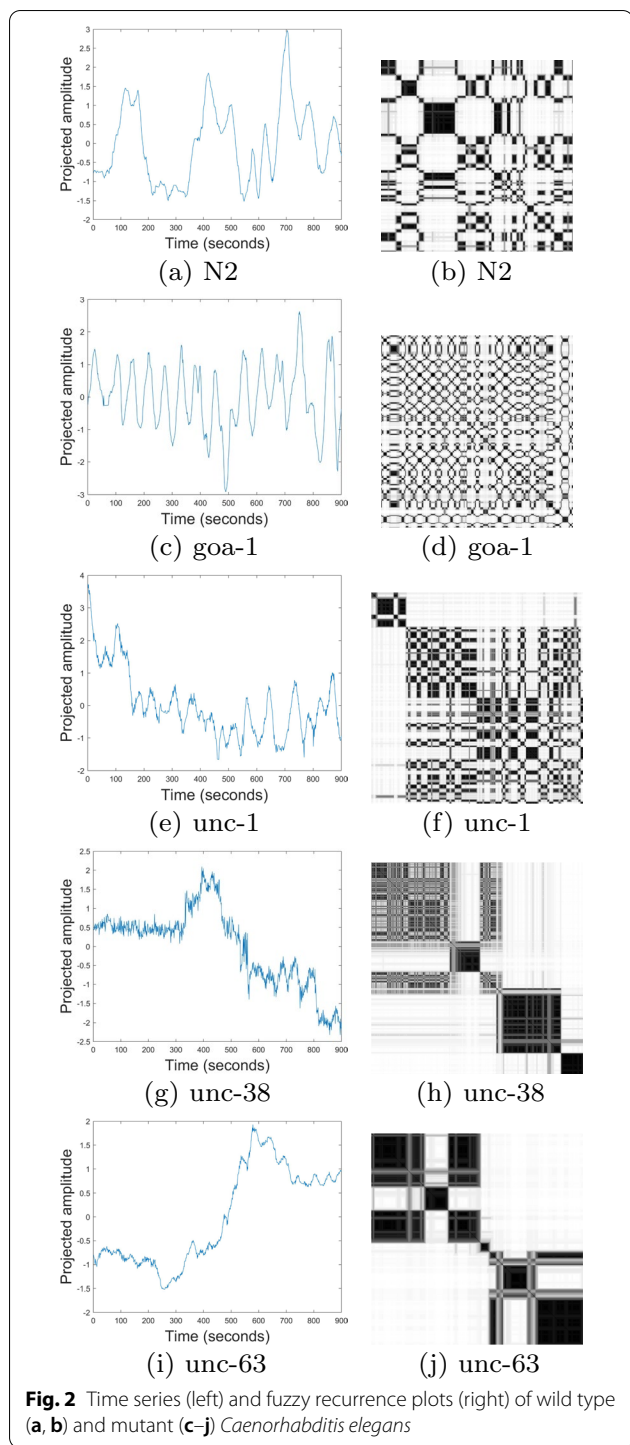 3
2.5
2
1.5
1
0.5
0
-0.5
-1
-1.5
-2
Projected amplitude
0 100 200 300 400 500 600 700 800 900
Time (seconds)
(a) N2
(b) N2
3
2
1
0
-1
-2
-3
Projected amplitude
0 100 200 300 400 500 600 700 800 900
Time (seconds)
(c) goa-1
(d) goa-1
4
3
2
1
0
-1
-2
Projected amplitude
0 100 200 300 400 500 600 700 800 900
Time (seconds)
(e) unc-1
(f) unc-1
2.5
2
1.5
1
0.5
0
-0.5
-1
-1.5
-2
-2.5
Projected amplitude
0 100 200 300 400 500 600 700 800 900
Time (seconds)
(g) unc-38
(h) unc-38
2
1.5
1
0.5
0
-0.5
-1
-1.5
-2
Projected amplitude
0 100 200 300 400 500 600 700 800 900
Time (seconds)
(i) unc-63
(j) unc-63
Fig. 2 Time series (left) and fuzzy recurrence plots (right) of wild type
(a, b) and mutant (c–j) Caenorhabditis elegans